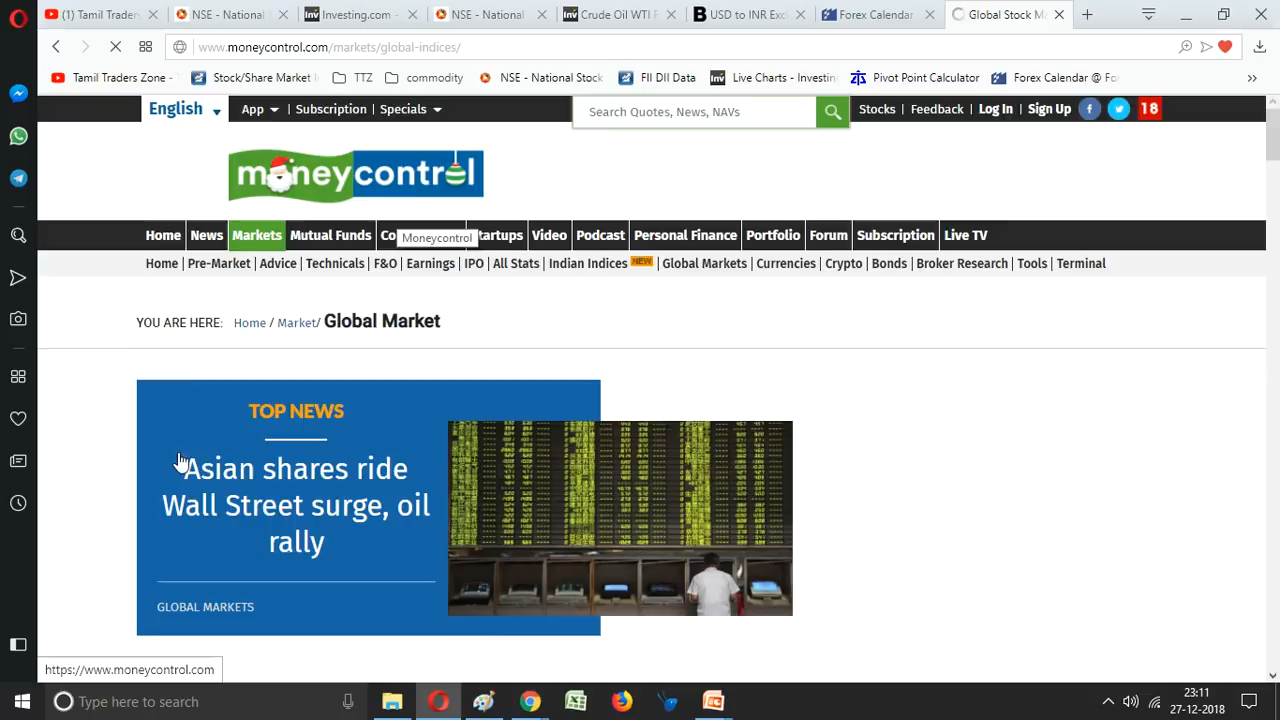 (1) Tamil Traders
NSE - National
Investing.com -
NSE - National
Crude Oil WTI F
USD to INR Exc
Forex Calendar
Global Stock Ma
www.moneycontrol.com/markets/global-indices/
Tamil Traders Zone -
Stock/Share Market I
TTZ
commodity
NSE - National Stock
FII DII Data
Live Charts - Investin
Pivot Point Calculator
Forex Calendar @ Fo
English
App
Subscription
Specials
Search Quotes, News, NAVs
Stocks | Feedback | Log In | Sign Up
18
moneycontrol
Home News Markets Mutual Funds Co tartups Video Podcast Personal Finance Portfolio Forum Subscription Live TV
Moneycontrol
Home | Pre-Market | Advice | Technicals | F&O | Earnings | IPO | All Stats | Indian Indices NEW | Global Markets | Currencies | Crypto | Bonds | Broker Research | Tools | Terminal
YOU ARE HERE: Home / Market/ Global Market
TOP NEWS
Asian shares ride
Wall Street surge, oil
rally
GLOBAL MARKETS
https://www.moneycontrol.com
Type here to search
23:11
27-12-2018